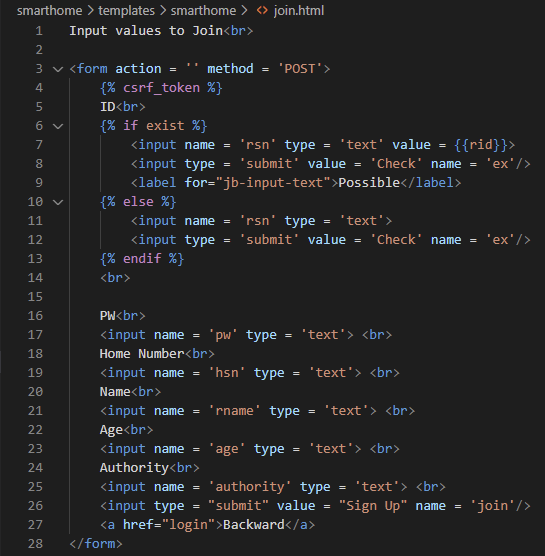 smarthome > templates > smarthome > <> join.html
1 Input values to Join<br>
2
3 <form action = '' method = 'POST'>
4     {% csrf_token %}
5     ID<br>
6     {% if exist %}
7         <input name = 'rsn' type = 'text' value = {{rid}}>
8         <input type = 'submit' value = 'Check' name = 'ex'/>
9         <label for="jb-input-text">Possible</label>
10     {% else %}
11         <input name = 'rsn' type = 'text'>
12         <input type = 'submit' value = 'Check' name = 'ex'/>
13     {% endif %}
14     <br>
15
16     PW<br>
17     <input name = 'pw' type = 'text'> <br>
18     Home Number<br>
19     <input name = 'hsn' type = 'text'> <br>
20     Name<br>
21     <input name = 'rname' type = 'text'> <br>
22     Age<br>
23     <input name = 'age' type = 'text'> <br>
24     Authority<br>
25     <input name = 'authority' type = 'text'> <br>
26     <input type = "submit" value = "Sign Up" name = 'join'/>
27     <a href="login">Backward</a>
28 </form>